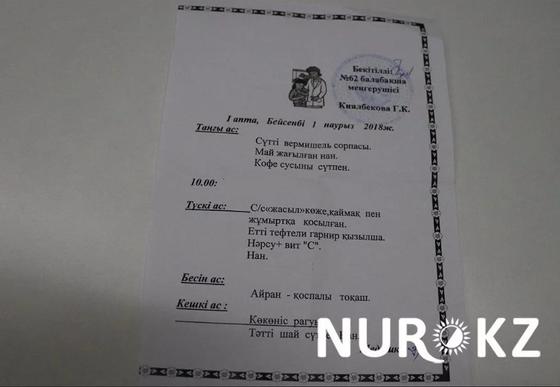 Бекітілді:
№62 балабақша
меңгерушісі
Қиялбекова Г.К.
I апта, Бейсенбі 1 наурыз 2018ж.
Таңғы ас:
Сүтті вермишель сорпасы.
Май жағылған нан.
Кофе сусыны сүтпен.
10.00:
Түскі ас: С/с«жасыл»көже,қаймақ пен
жұмыртқа қосылған.
Етті тефтели гарнир қызылша.
Нәрсу+ вит "С".
Нан.
Бесін ас:
Айран - қоспалы тоқаш.
Кешкі ас :
Көкөніс рагу
Тәтті шай
NUR KZ